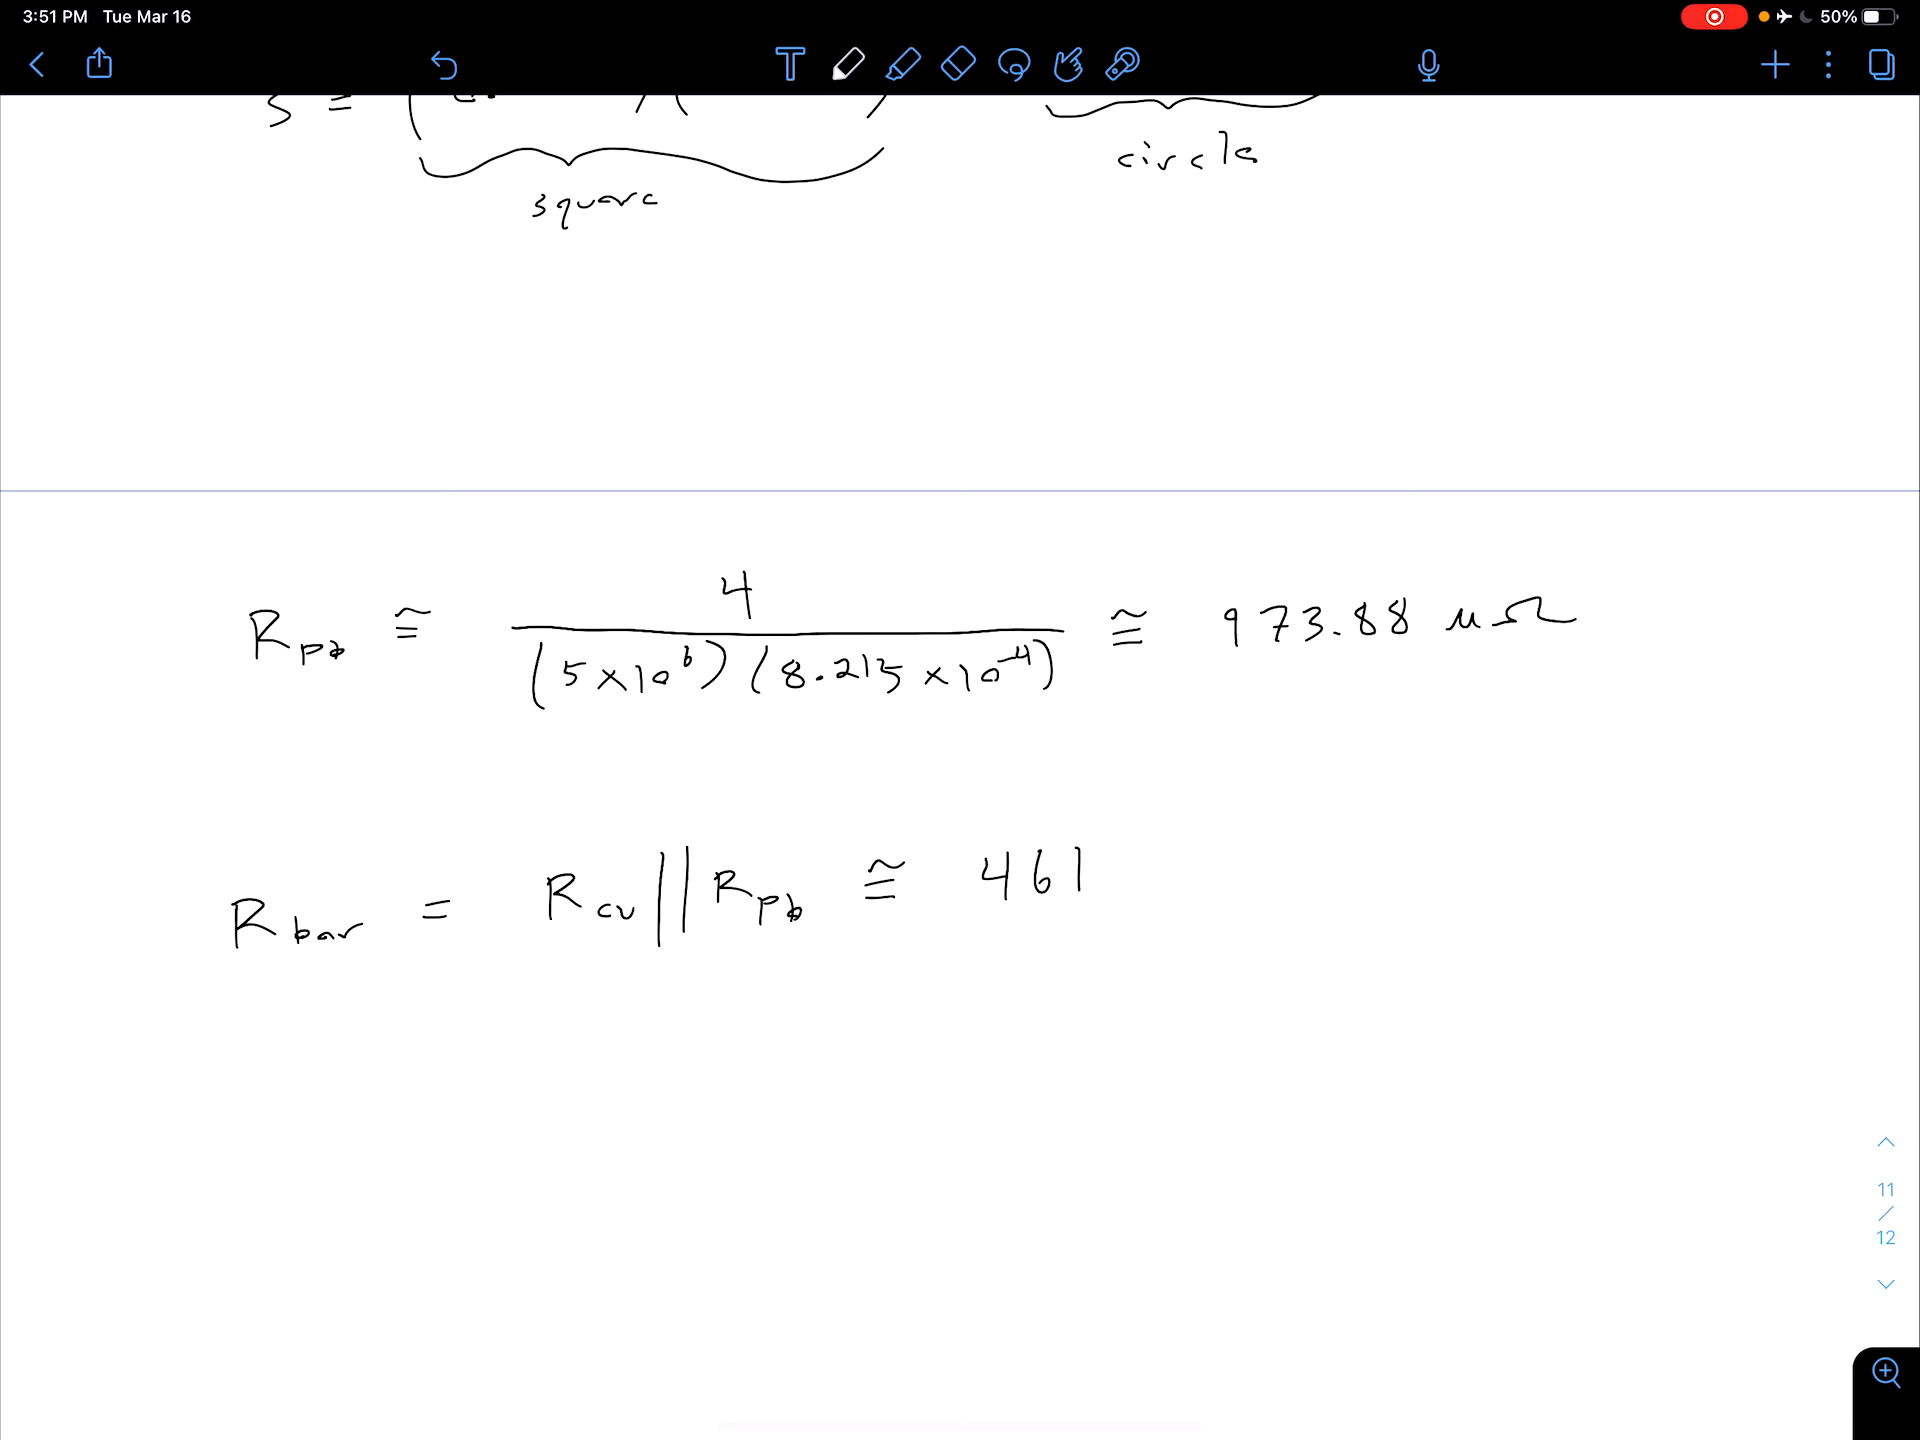 3:51 PM Tue Mar 16
50%
T
S =
square
circle
R_pb ≅ 4 / (5 × 10^6) (8.215 × 10^-4) ≅ 973.88 μΩ
R_bar = R_cu || R_pb ≅ 461
11
/
12